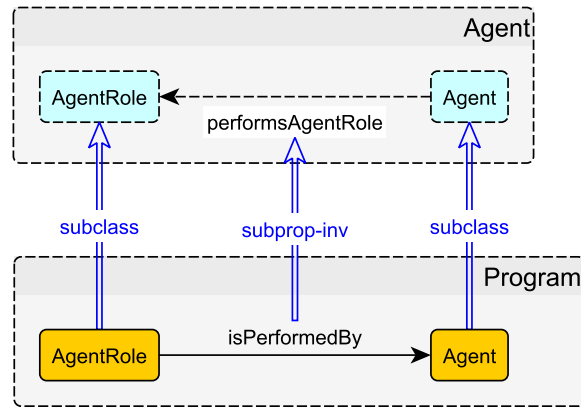 Agent
AgentRole
Agent
performsAgentRole
subclass
subprop-inv
subclass
Program
isPerformedBy
AgentRole
Agent